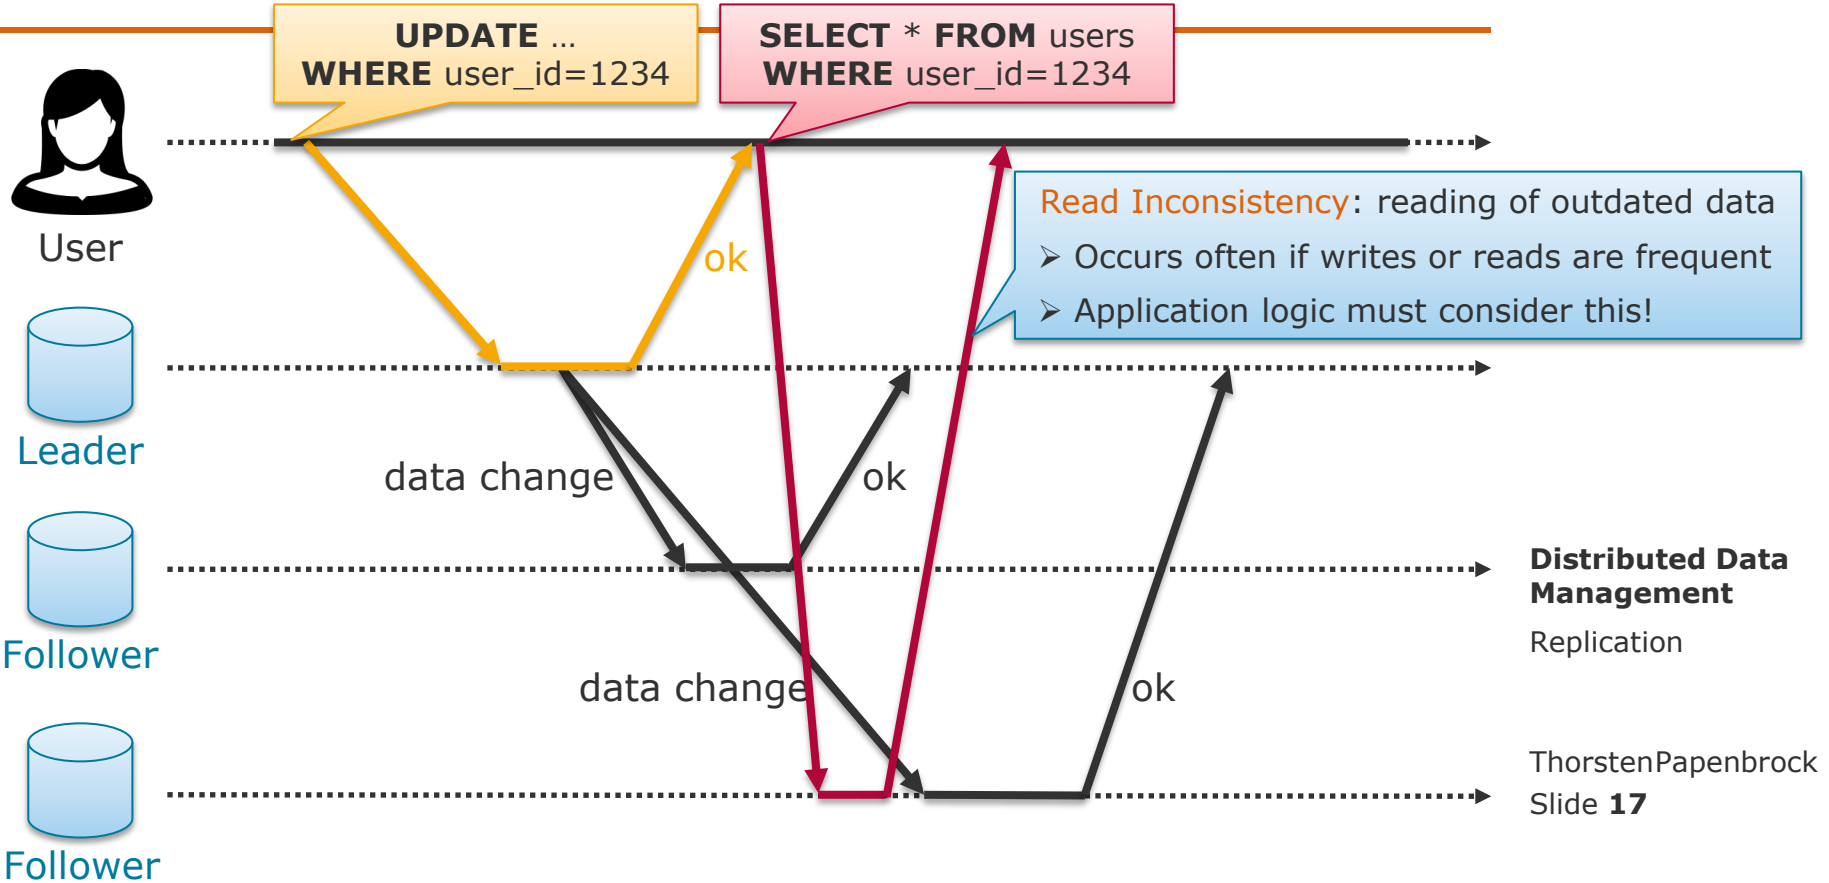 UPDATE …
WHERE user_id=1234
SELECT * FROM users
WHERE user_id=1234
User
ok
Read Inconsistency: reading of outdated data
➢ Occurs often if writes or reads are frequent
➢ Application logic must consider this!
Leader
data change
ok
Follower
data change
ok
Follower
Distributed Data
Management
Replication
ThorstenPapenbrock
Slide 17